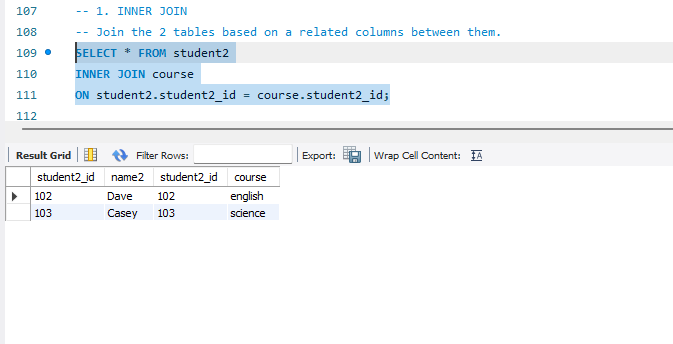 107 -- 1. INNER JOIN
108 -- Join the 2 tables based on a related columns between them.
109 SELECT * FROM student2
110 INNER JOIN course
111 ON student2.student2_id = course.student2_id;
112
Result Grid Filter Rows: Export: Wrap Cell Content:
student2_id name2 student2_id course
102 Dave 102 english
103 Casey 103 science